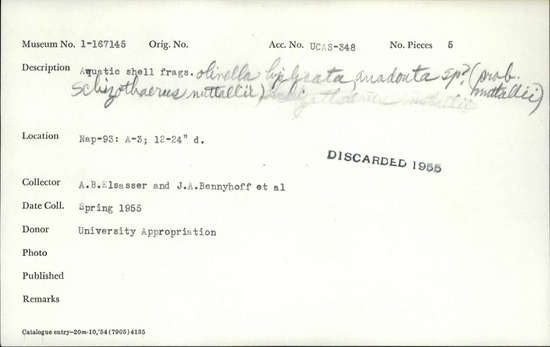 Museum No. 1-167145 Orig. No. Acc. No. UCAS-348 No. Pieces 5
Description Aquatic shell frags. olivella biplicata, anadonta sp? (prob. nuttallii)
Schizothaerus nuttallii)
Location Nap-93: A-3; 12-24" d.
DISCARDED 1955
Collector A.B.Elsasser and J.A.Bennyhoff et al
Date Coll. Spring 1955
Donor University Appropriation
Photo
Published
Remarks
Catalogue entry—20m-10,'54 (7905) 4135